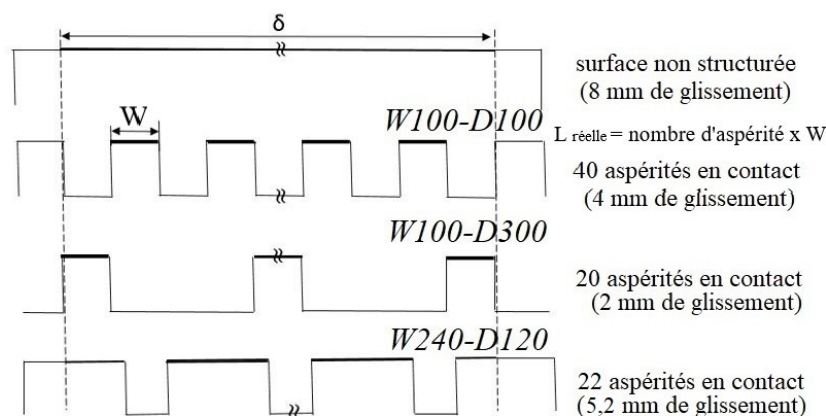 δ
surface non structurée
(8 mm de glissement)
W
W100-D100
L réelle = nombre d'aspérité x W
40 aspérités en contact
(4 mm de glissement)
W100-D300
20 aspérités en contact
(2 mm de glissement)
W240-D120
22 aspérités en contact
(5,2 mm de glissement)